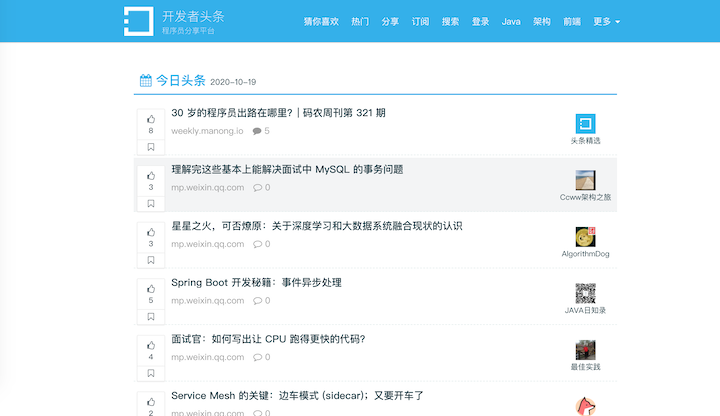 开发者头条
程序员分享平台
猜你喜欢 热门 分享 订阅 搜索 登录 Java 架构 前端 更多
今日头条 2020-10-19
30 岁的程序员出路在哪里？| 码农周刊第 321 期
8
weekly.manong.io 5
头条精选
理解完这些基本上能解决面试中 MySQL 的事务问题
3
mp.weixin.qq.com 0
Ccww架构之旅
星星之火，可否燎原：关于深度学习和大数据系统融合现状的认识
3
mp.weixin.qq.com 0
AlgorithmDog
Spring Boot 开发秘籍：事件异步处理
5
mp.weixin.qq.com 0
JAVA日知录
面试官：如何写出让 CPU 跑得更快的代码？
4
mp.weixin.qq.com 0
最佳实践
Service Mesh 的关键：边车模式 (sidecar)；又要开车了
2
mp.weixin.qq.com 0